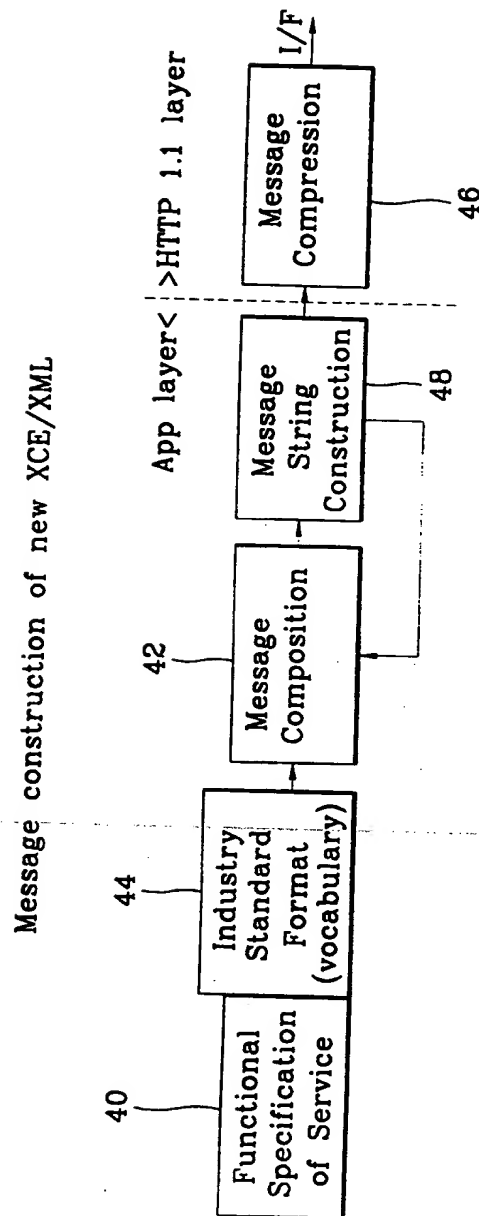 Message construction of new XCE/XML
App layer< >HTTP 1.1 layer
40
Functional
Specification
of Service
44
Industry
Standard
Format
(vocabulary)
42
Message
Composition
Message
String
Construction
48
Message
Compression
46
I/F